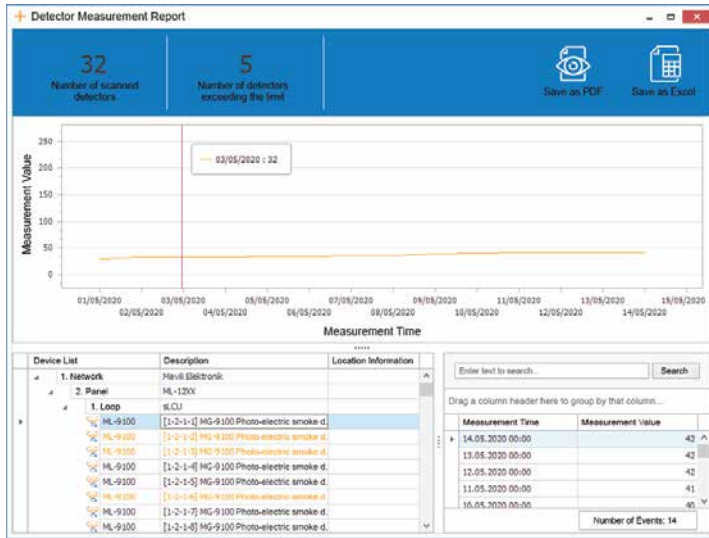 Detector Measurement Report
32
Number of scanned
detectors
5
Number of detectors
exceeding the limit
Save as PDF
Save as Excel
Measurement Value
250
200
150
100
50
0
03/05/2020 : 32
01/05/2020 03/05/2020 05/05/2020 07/05/2020 09/05/2020 11/05/2020 13/05/2020 15/05/2020
02/05/2020 04/05/2020 06/05/2020 08/05/2020 10/05/2020 12/05/2020 14/05/2020
Measurement Time
Device List Description Location Information
1. Network Mavili Elektronik
2. Panel ML-12XX
1. Loop sLCU
ML-9100 [1-2-1-1] MG-9100 Photo-electric smoke d.
ML-9100 [1-2-1-2] MG-9100 Photo-electric smoke d.
ML-9100 [1-2-1-3] MG-9100 Photo-electric smoke d.
ML-9100 [1-2-1-4] MG-9100 Photo-electric smoke d.
ML-9100 [1-2-1-5] MG-9100 Photo-electric smoke d.
ML-9100 [1-2-1-6] MG-9100 Photo-electric smoke d.
ML-9100 [1-2-1-7] MG-9100 Photo-electric smoke d.
ML-9100 [1-2-1-8] MG-9100 Photo-electric smoke d.
Enter text to search... Search
Drag a column header here to group by that column...
Measurement Time Measurement Value
14.05.2020 00:00 42
13.05.2020 00:00 42
12.05.2020 00:00 42
11.05.2020 00:00 41
10.05.2020 00:00 40
Number of Events: 14